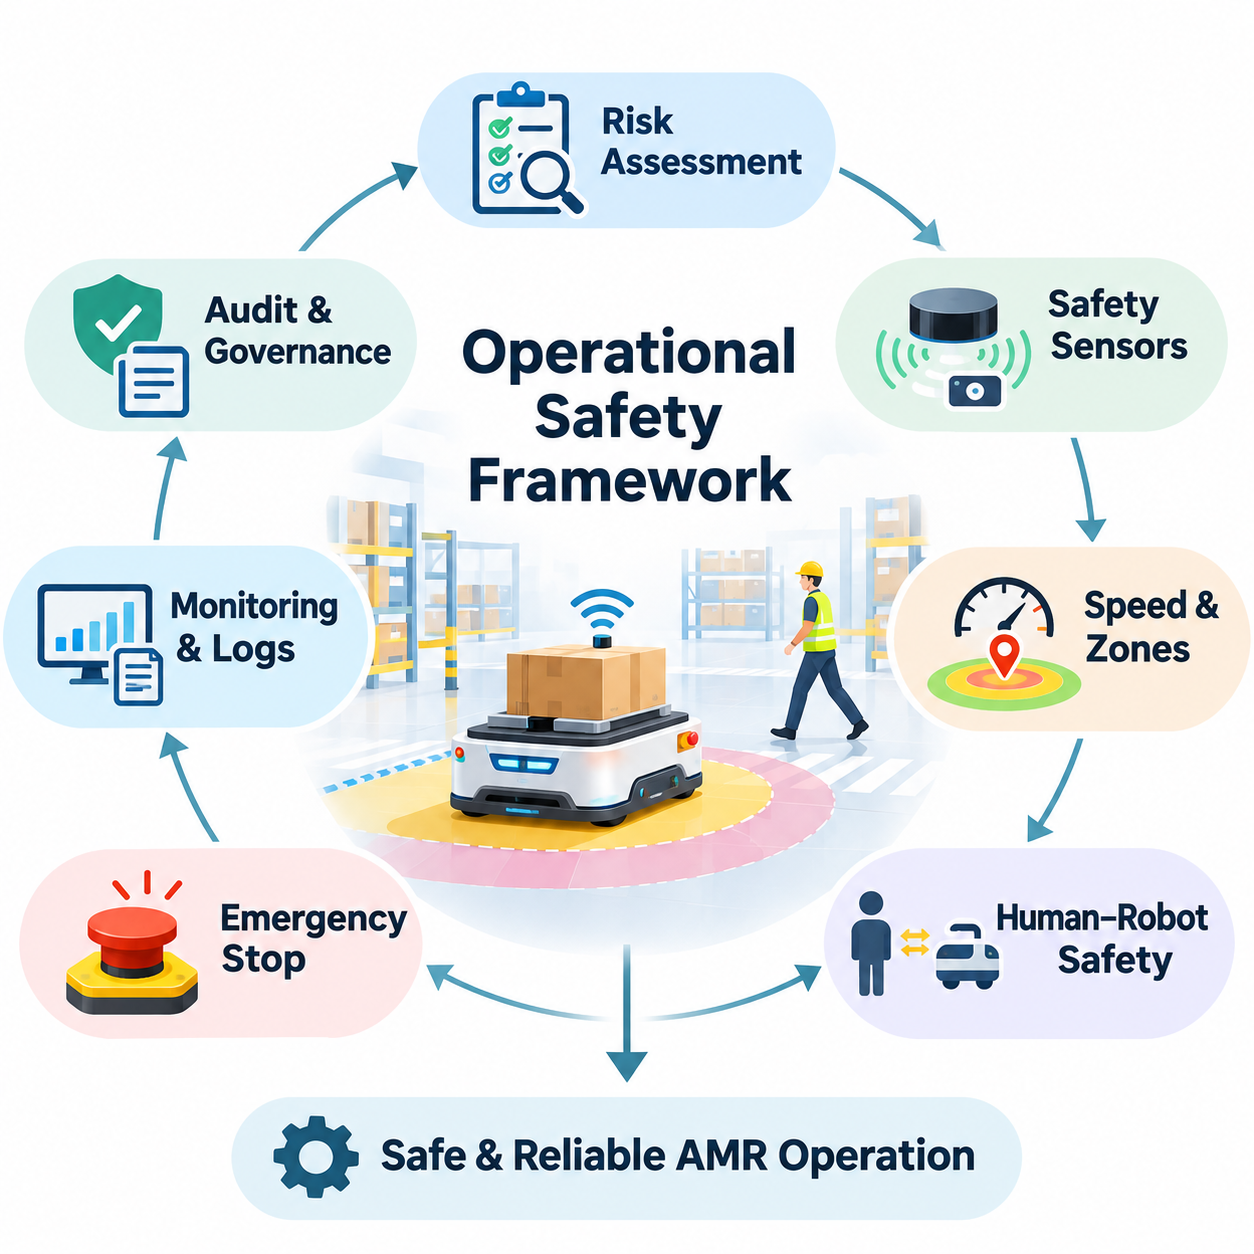 Risk
Assessment
Audit &
Governance
Safety
Sensors
Operational
Safety
Framework
Monitoring
& Logs
Speed &
Zones
Emergency
Stop
Human–Robot
Safety
Safe & Reliable AMR Operation